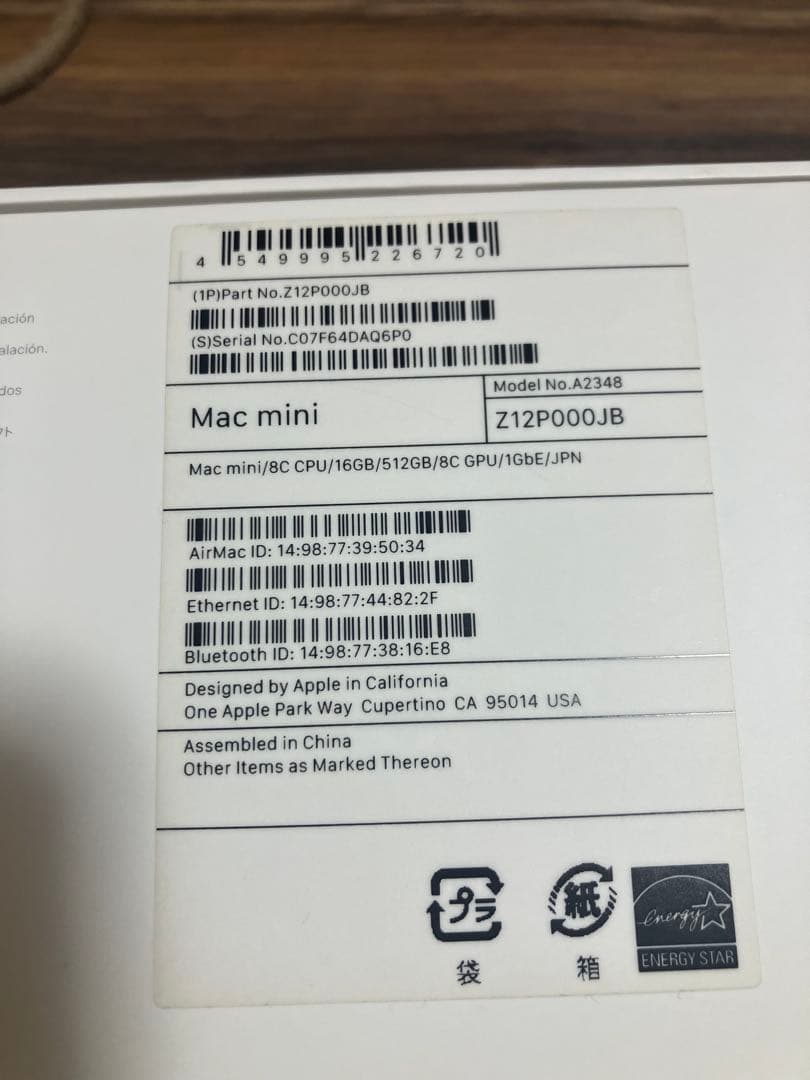 ación
alación.
dos
クト
4 549995 226720
(1P)Part No.Z12P000JB
(S)Serial No.C07F64DAQ6P0
Mac mini
Model No.A2348
Z12P000JB
Mac mini/8C CPU/16GB/512GB/8C GPU/1GbE/JPN
AirMac ID: 14:98:77:39:50:34
Ethernet ID: 14:98:77:44:82:2F
Bluetooth ID: 14:98:77:38:16:E8
Designed by Apple in California
One Apple Park Way Cupertino CA 95014 USA
Assembled in China
Other Items as Marked Thereon
プラ
袋
紙
箱
energy
ENERGY STAR